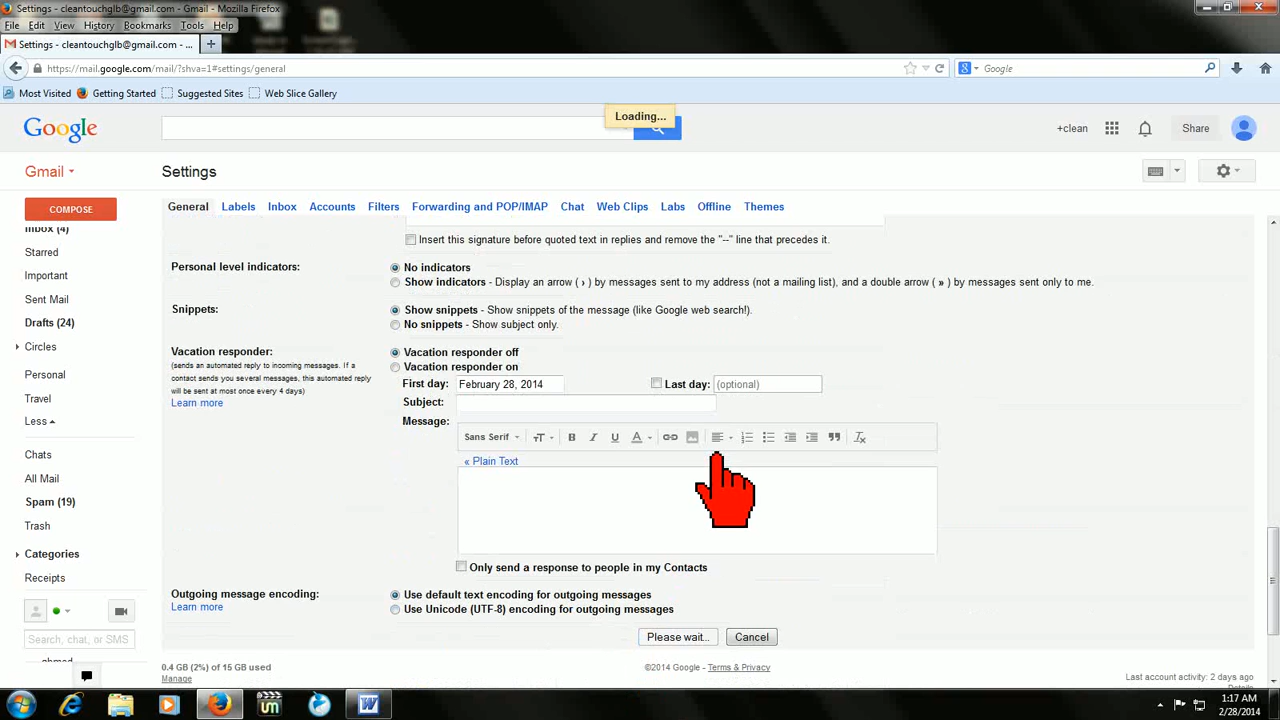 Settings - cleantouchglb@gmail.com - Gmail - Mozilla Firefox
File Edit View History Bookmarks Tools Help
Settings - cleantouchglb@gmail.com - ...
https://mail.google.com/mail/?shva=1#settings/general
Google
Most Visited Getting Started Suggested Sites Web Slice Gallery
Loading...
Google
+clean
Share
Gmail
Settings
COMPOSE
General Labels Inbox Accounts Filters Forwarding and POP/IMAP Chat Web Clips Labs Offline Themes
Inbox (4)
Starred
Important
Sent Mail
Drafts (24)
Circles
Personal
Travel
Less
Chats
All Mail
Spam (19)
Trash
Categories
Receipts
Search, chat, or SMS
ahmed
Insert this signature before quoted text in replies and remove the "--" line that precedes it.
Personal level indicators:
No indicators
Show indicators - Display an arrow ( › ) by messages sent to my address (not a mailing list), and a double arrow ( » ) by messages sent only to me.
Snippets:
Show snippets - Show snippets of the message (like Google web search!).
No snippets - Show subject only.
Vacation responder:
(sends an automated reply to incoming messages. If a
contact sends you several messages, this automated reply
will be sent at most once every 4 days)
Learn more
Vacation responder off
Vacation responder on
First day: February 28, 2014 Last day: (optional)
Subject:
Message:
Sans Serif
« Plain Text
Only send a response to people in my Contacts
Outgoing message encoding:
Learn more
Use default text encoding for outgoing messages
Use Unicode (UTF-8) encoding for outgoing messages
Please wait... Cancel
0.4 GB (2%) of 15 GB used
Manage
©2014 Google - Terms & Privacy
Last account activity: 2 days ago
Details
1:17 AM
2/28/2014